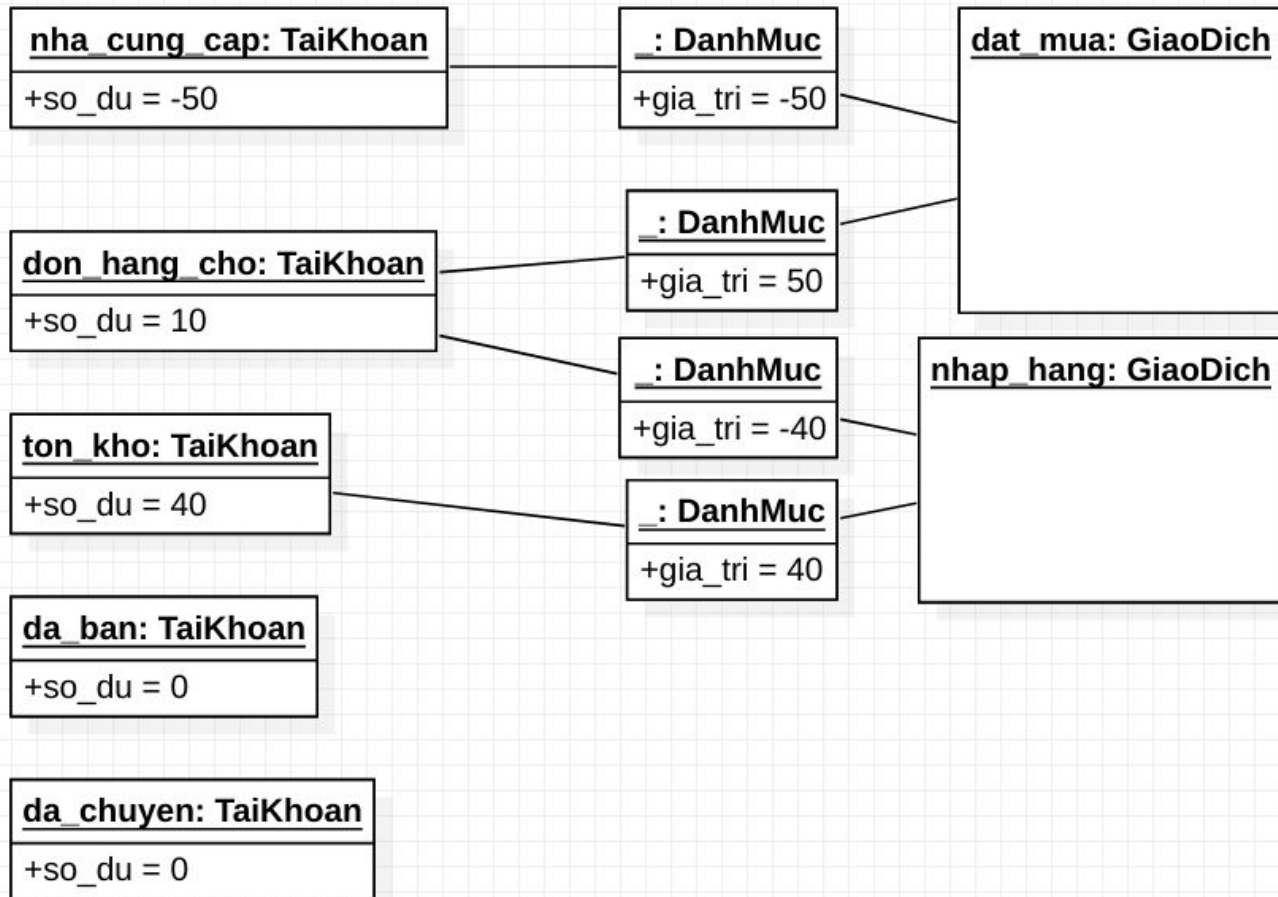 nha_cung_cap: TaiKhoan
+so_du = -50
_: DanhMuc
+gia_tri = -50
dat_mua: GiaoDich
_: DanhMuc
+gia_tri = 50
don_hang_cho: TaiKhoan
+so_du = 10
_: DanhMuc
+gia_tri = -40
nhap_hang: GiaoDich
ton_kho: TaiKhoan
+so_du = 40
_: DanhMuc
+gia_tri = 40
da_ban: TaiKhoan
+so_du = 0
da_chuyen: TaiKhoan
+so_du = 0